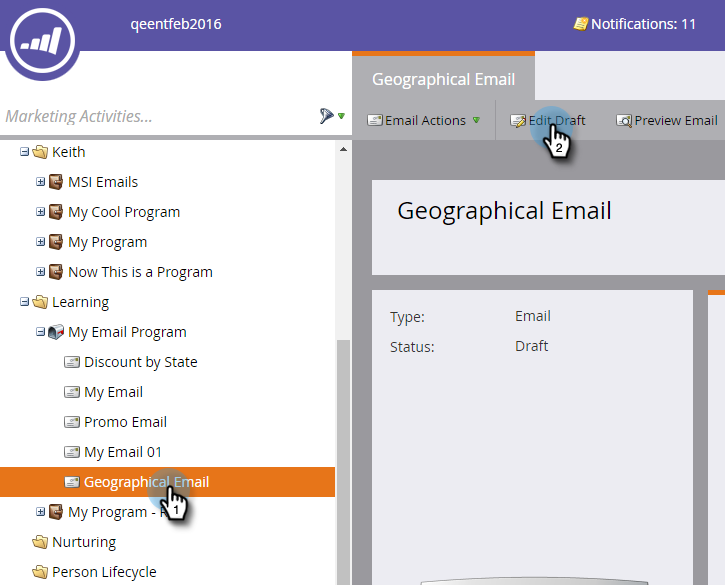 qeentfeb2016
Notifications: 11
Marketing Activities...
Geographical Email
Email Actions
Edit Draft
Preview Email
2
Keith
MSI Emails
My Cool Program
My Program
Now This is a Program
Learning
My Email Program
Discount by State
My Email
Promo Email
My Email 01
Geographical Email
1
My Program -
Nurturing
Person Lifecycle
Geographical Email
Type: Email
Status: Draft